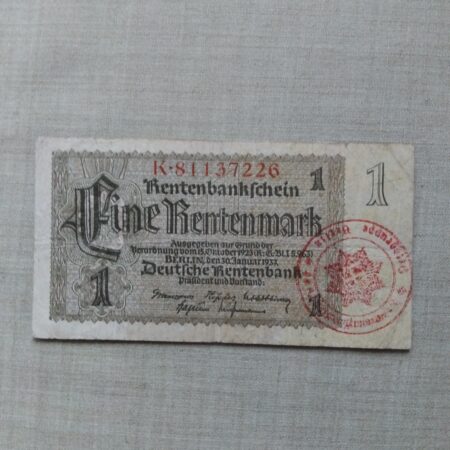 K·81137226
Rentenbankschein
1
1
Eine Rentenmark
Ausgegeben auf Grund der
Verordnung vom 15. Oktober 1923 (R.-G.-Bl I S. 963)
BERLIN, DEN 30. JANUAR 1937
Deutsche Rentenbank
Präsident und Vorstand:
1